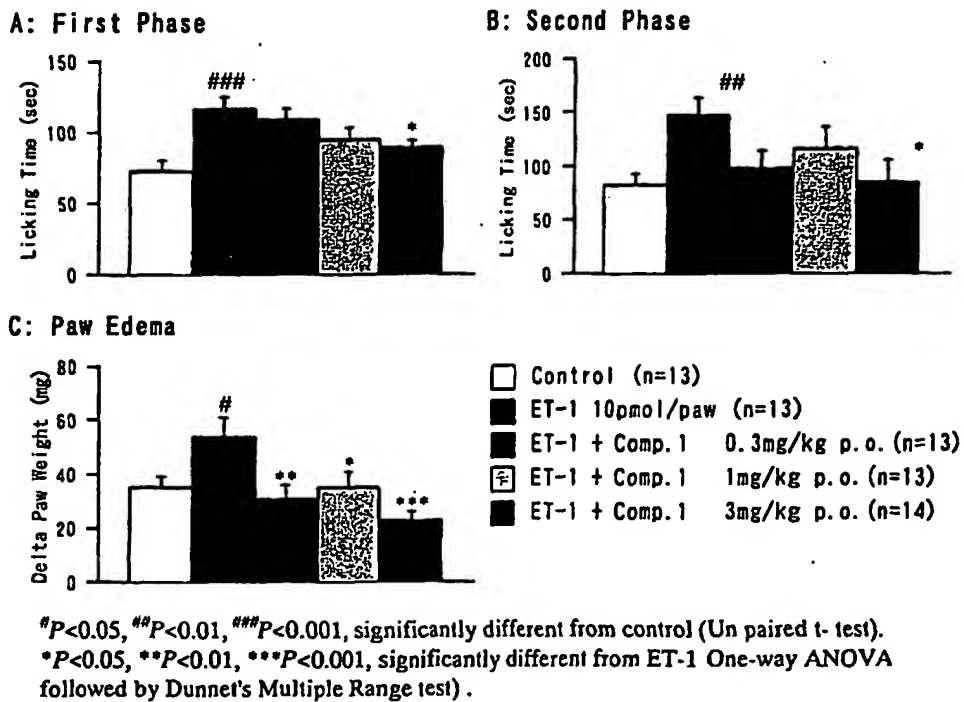 A: First Phase
Licking Time (sec)
150
100
50
0
###
*
B: Second Phase
Licking Time (sec)
200
150
100
50
0
##
*
C: Paw Edema
Delta Paw Weight (mg)
80
60
40
20
0
#
**
*
***
Control (n=13)
ET-1 10pmol/paw (n=13)
ET-1 + Comp.1 0.3mg/kg p.o.(n=13)
ET-1 + Comp.1 1mg/kg p.o.(n=13)
ET-1 + Comp.1 3mg/kg p.o.(n=14)
#P<0.05, ##P<0.01, ###P<0.001, significantly different from control (Un paired t- test).
*P<0.05, **P<0.01, ***P<0.001, significantly different from ET-1 One-way ANOVA
followed by Dunnet's Multiple Range test) .